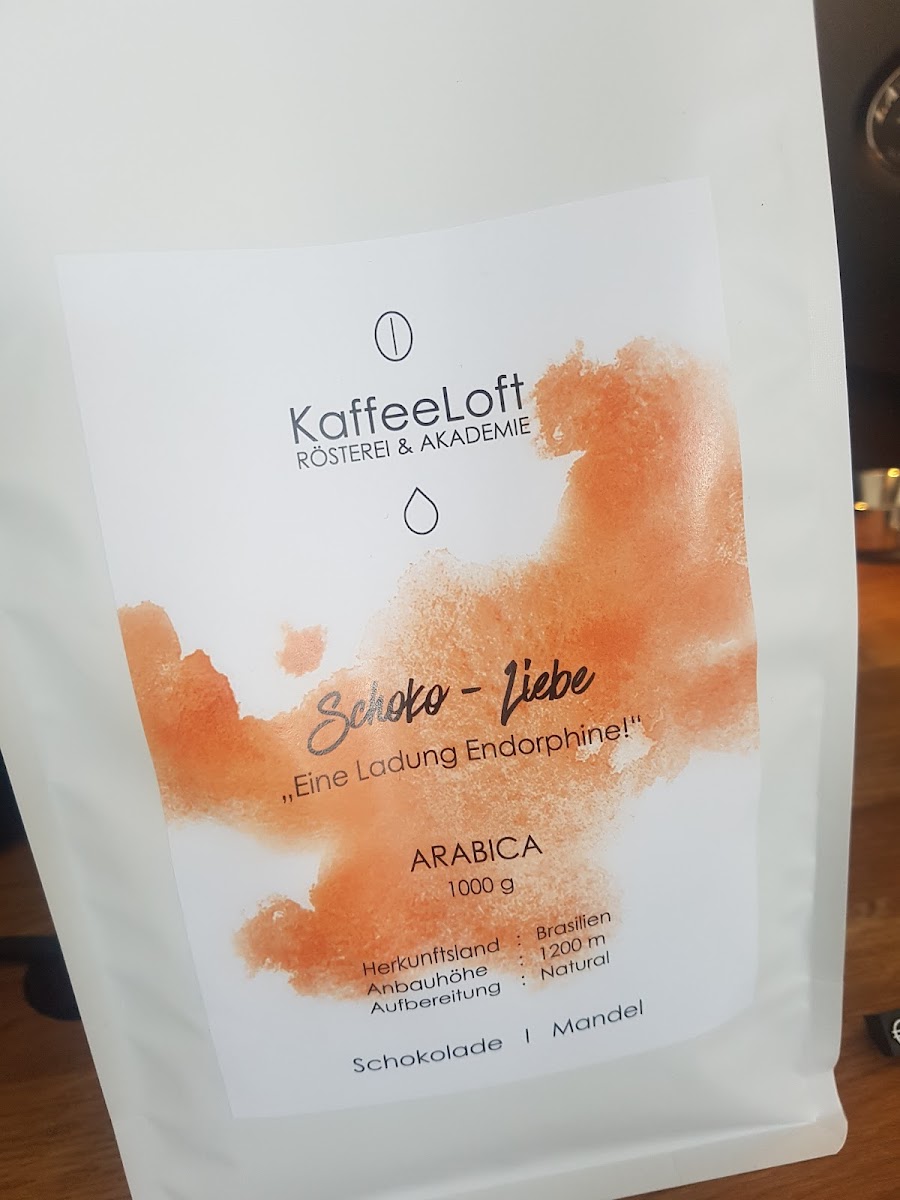 KaffeeLoft
RÖSTEREI & AKADEMIE
Schoko - Liebe
„Eine Ladung Endorphine!“
ARABICA
1000 g
Herkunftsland : Brasilien
Anbauhöhe : 1200 m
Aufbereitung : Natural
Schokolade | Mandel